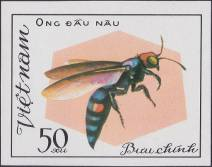 ONG ĐẦU NÂU
Việt nam
50 xu
Bưu chính